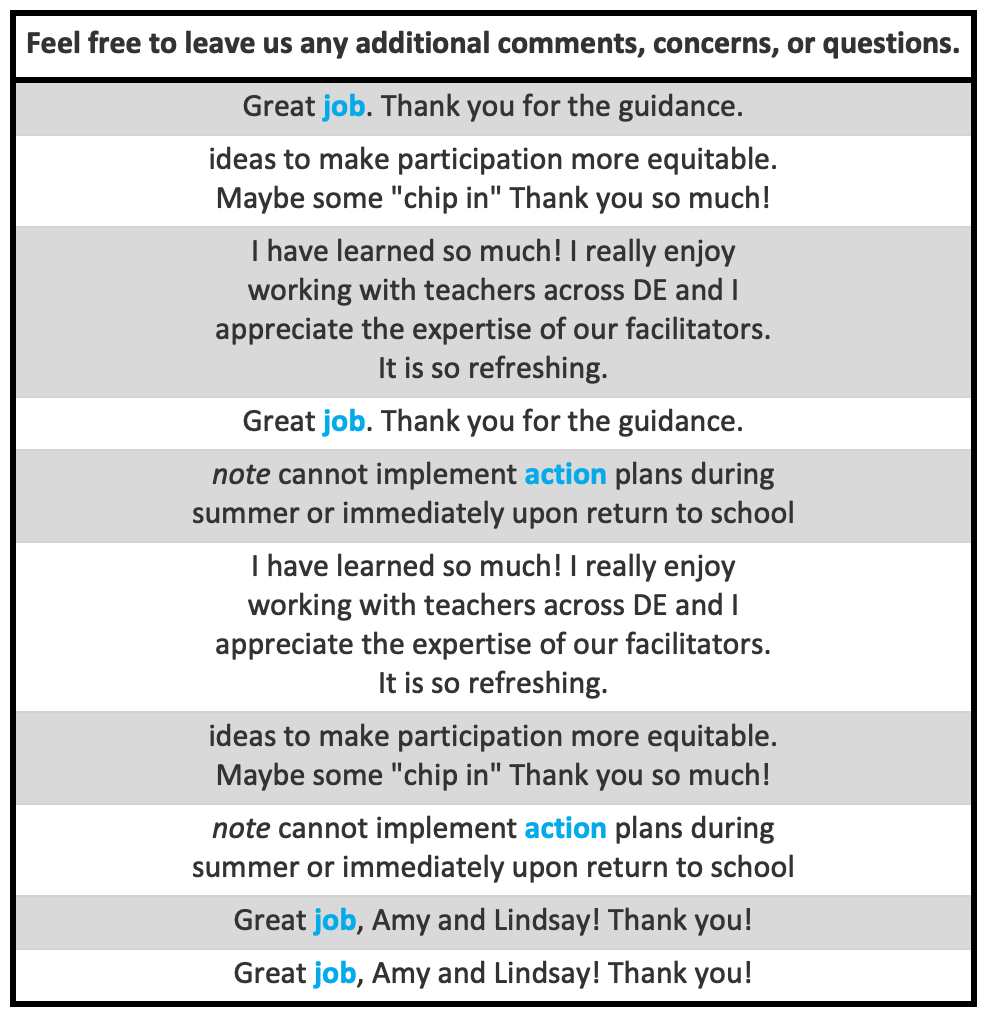 Feel free to leave us any additional comments, concerns, or questions.
Great job. Thank you for the guidance.
ideas to make participation more equitable.
Maybe some "chip in" Thank you so much!
I have learned so much! I really enjoy
working with teachers across DE and I
appreciate the expertise of our facilitators.
It is so refreshing.
Great job. Thank you for the guidance.
note cannot implement action plans during
summer or immediately upon return to school
I have learned so much! I really enjoy
working with teachers across DE and I
appreciate the expertise of our facilitators.
It is so refreshing.
ideas to make participation more equitable.
Maybe some "chip in" Thank you so much!
note cannot implement action plans during
summer or immediately upon return to school
Great job, Amy and Lindsay! Thank you!
Great job, Amy and Lindsay! Thank you!